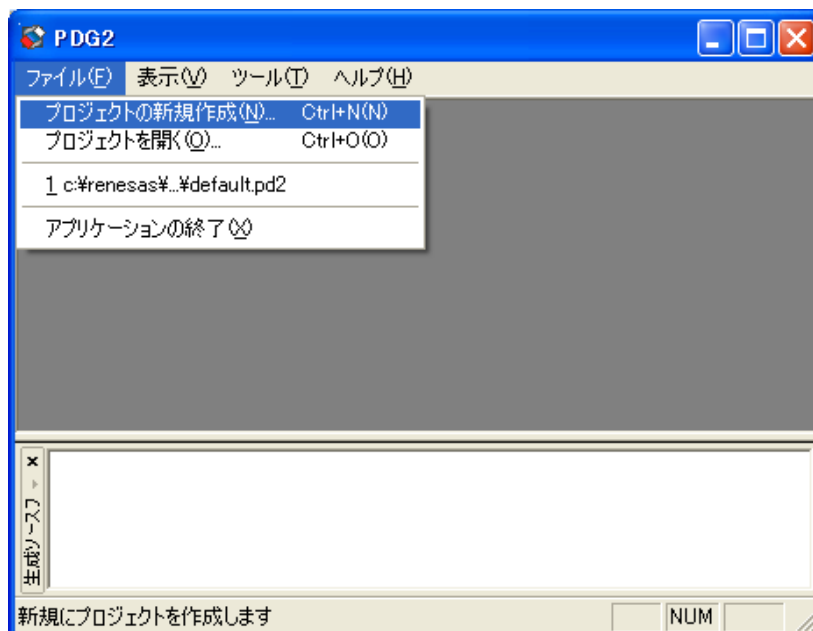 PDG2
ファイル(F) 表示(V) ツール(T) ヘルプ(H)
プロジェクトの新規作成(N)... Ctrl+N(N)
プロジェクトを開く(O)... Ctrl+O(O)
1 c:¥renesas¥...¥default.pd2
アプリケーションの終了(X)
生成ソースフ
新規にプロジェクトを作成します
NUM